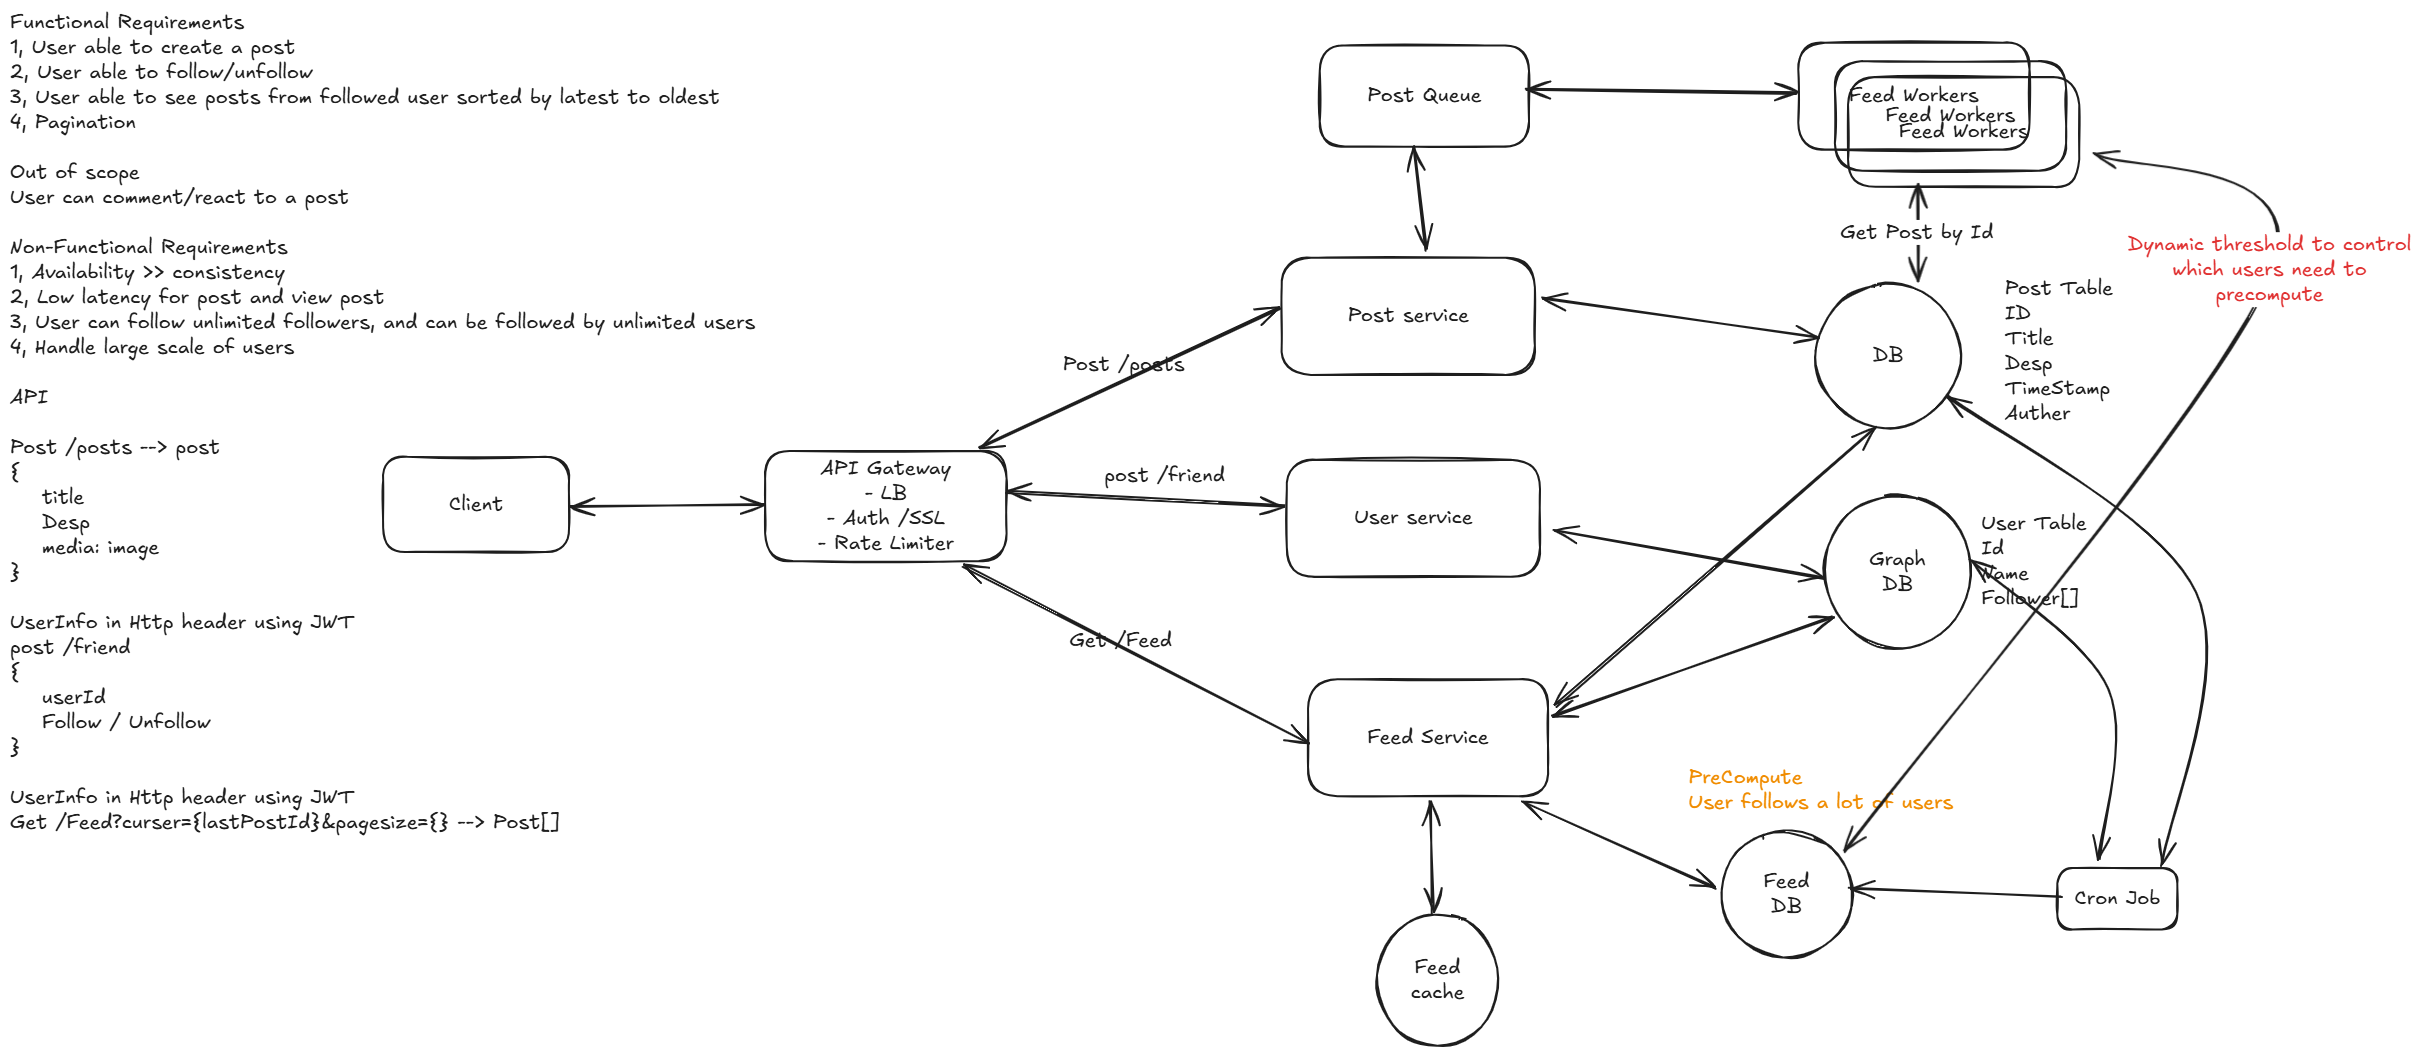 Functional Requirements
1, User able to create a post
2, User able to follow/unfollow
3, User able to see posts from followed user sorted by latest to oldest
4, Pagination
Out of scope
User can comment/react to a post
Non-Functional Requirements
1, Availability >> consistency
2, Low latency for post and view post
3, User can follow unlimited followers, and can be followed by unlimited users
4, Handle large scale of users
API
Post /posts --> post
{
title
Desp
media: image
}
UserInfo in Http header using JWT
post /friend
{
userId
Follow / Unfollow
}
UserInfo in Http header using JWT
Get /Feed?curser={lastPostId}&pagesize={} --> Post[]
Client
API Gateway
- LB
- Auth /SSL
- Rate Limiter
Post /posts
post /friend
Get /Feed
Post Queue
Post service
User service
Feed Service
Feed
cache
Feed Workers
Feed Workers
Feed Workers
Get Post by Id
DB
Post Table
ID
Title
Desp
TimeStamp
Auther
Dynamic threshold to control
which users need to
precompute
Graph
DB
User Table
Id
Name
Follower[]
PreCompute
User follows a lot of users
Feed
DB
Cron Job